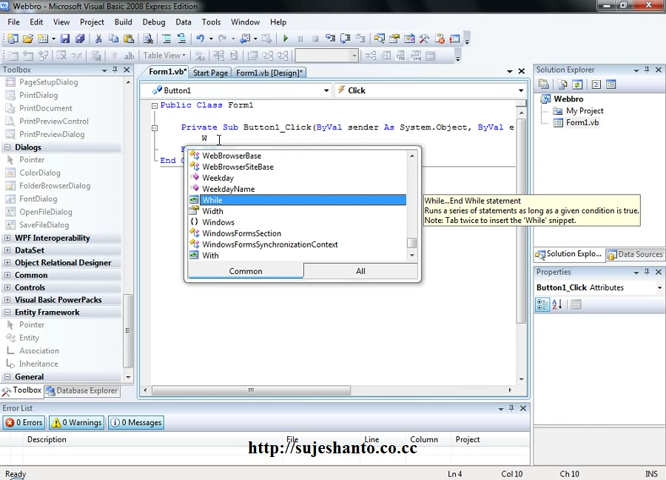 Webbro - Microsoft Visual Basic 2008 Express Edition
File Edit View Project Build Debug Data Tools Window Help
Table View
Toolbox
PageSetupDialog
PrintDialog
PrintDocument
PrintPreviewControl
PrintPreviewDialog
Dialogs
Pointer
ColorDialog
FolderBrowserDialog
FontDialog
OpenFileDialog
SaveFileDialog
WPF Interoperability
DataSet
Object Relational Designer
Common
Controls
Visual Basic PowerPacks
Entity Framework
Pointer
Entity
Association
Inheritance
General
Toolbox Database Explorer
Form1.vb* Start Page Form1.vb [Design]*
Button1 Click
Public Class Form1
Private Sub Button1_Click(ByVal sender As System.Object, ByVal e
W
E
End C
WebBrowserBase
WebBrowserSiteBase
Weekday
WeekdayName
While
Width
Windows
WindowsFormsSection
WindowsFormsSynchronizationContext
With
Common All
While...End While statement
Runs a series of statements as long as a given condition is true.
Note: Tab twice to insert the 'While' snippet.
Solution Explorer
Webbro
My Project
Form1.vb
Solution Explo... Data Sources
Properties
Button1_Click Attributes
Error List
0 Errors 0 Warnings 0 Messages
Description File Line Column Project
http://sujeshanto.co.cc
Ready Ln 4 Col 10 Ch 10 INS